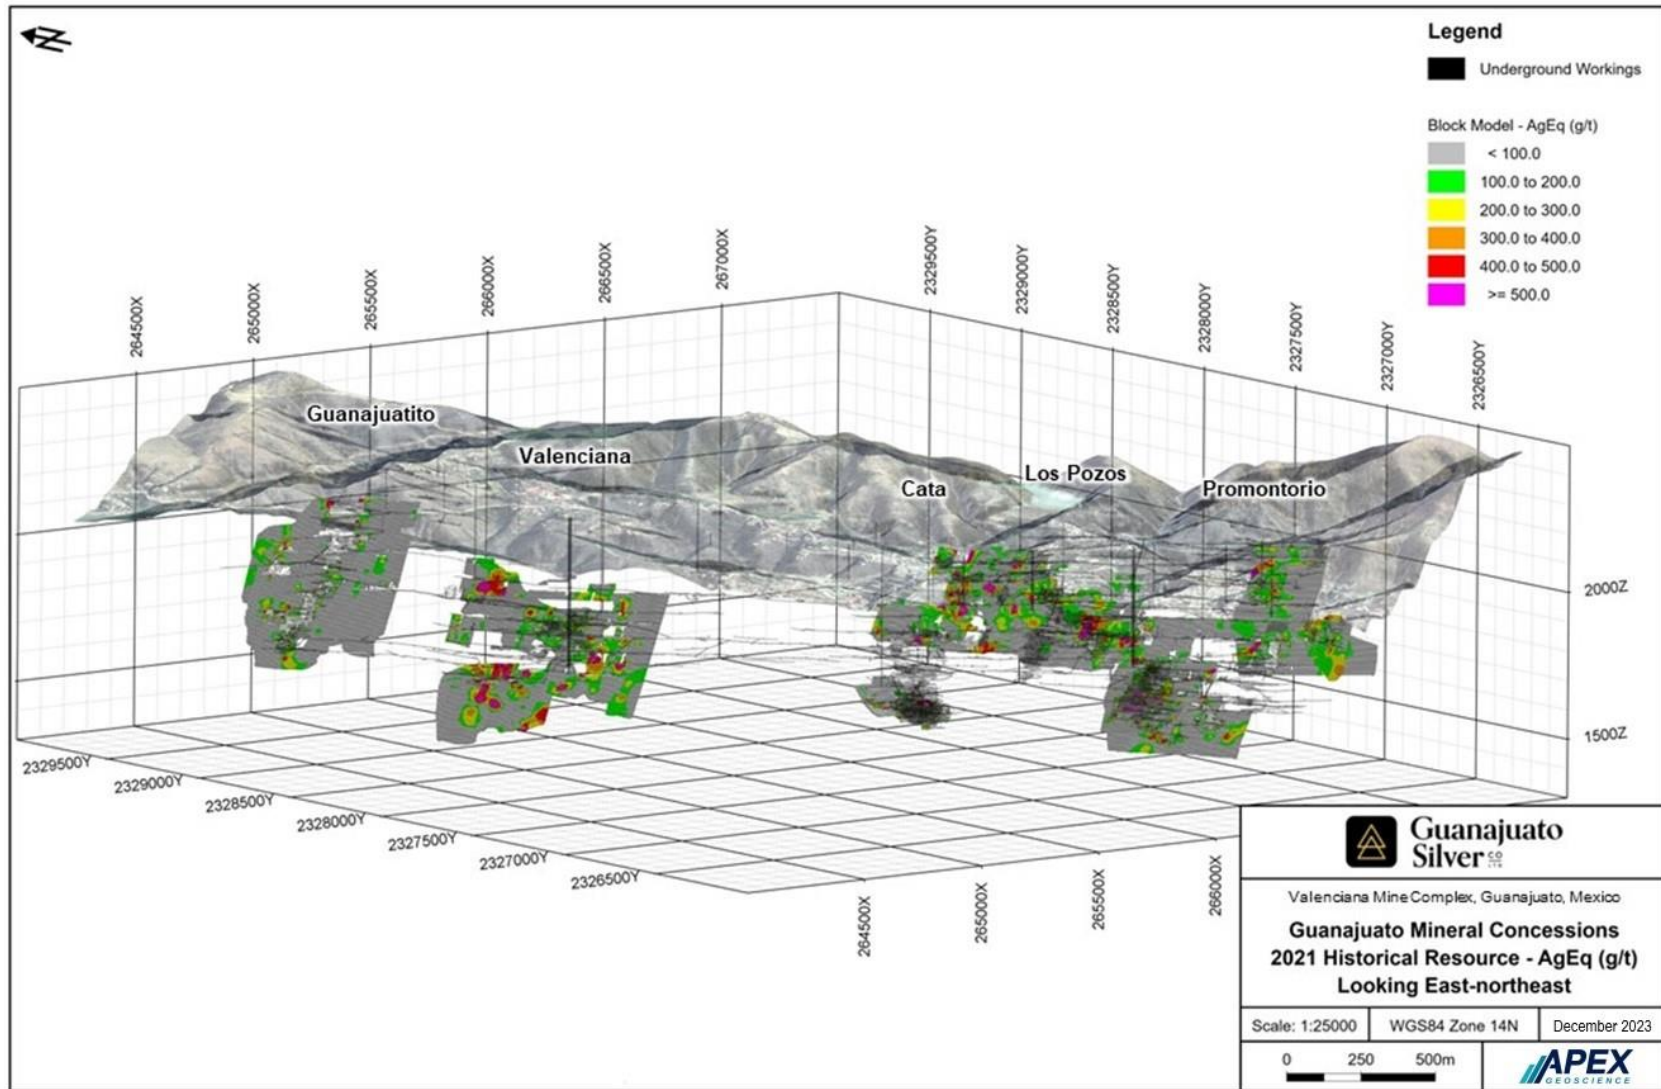 N
Legend
Underground Workings
Block Model - AgEq (g/t)
< 100.0
100.0 to 200.0
200.0 to 300.0
300.0 to 400.0
400.0 to 500.0
>= 500.0
264500X
265000X
265500X
266000X
266500X
267000X
2329500Y
2329000Y
2328500Y
2328000Y
2327500Y
2327000Y
2326500Y
Guanajuatito
Valenciana
Cata
Los Pozos
Promontorio
2000Z
1500Z
2329500Y
2329000Y
2328500Y
2328000Y
2327500Y
2327000Y
2326500Y
264500X
265000X
265500X
266000X
Guanajuato
Silver CO LTD
Valenciana Mine Complex, Guanajuato, Mexico
Guanajuato Mineral Concessions
2021 Historical Resource - AgEq (g/t)
Looking East-northeast
Scale: 1:25000
WGS84 Zone 14N
December 2023
0 250 500m
APEX
GEOSCIENCE